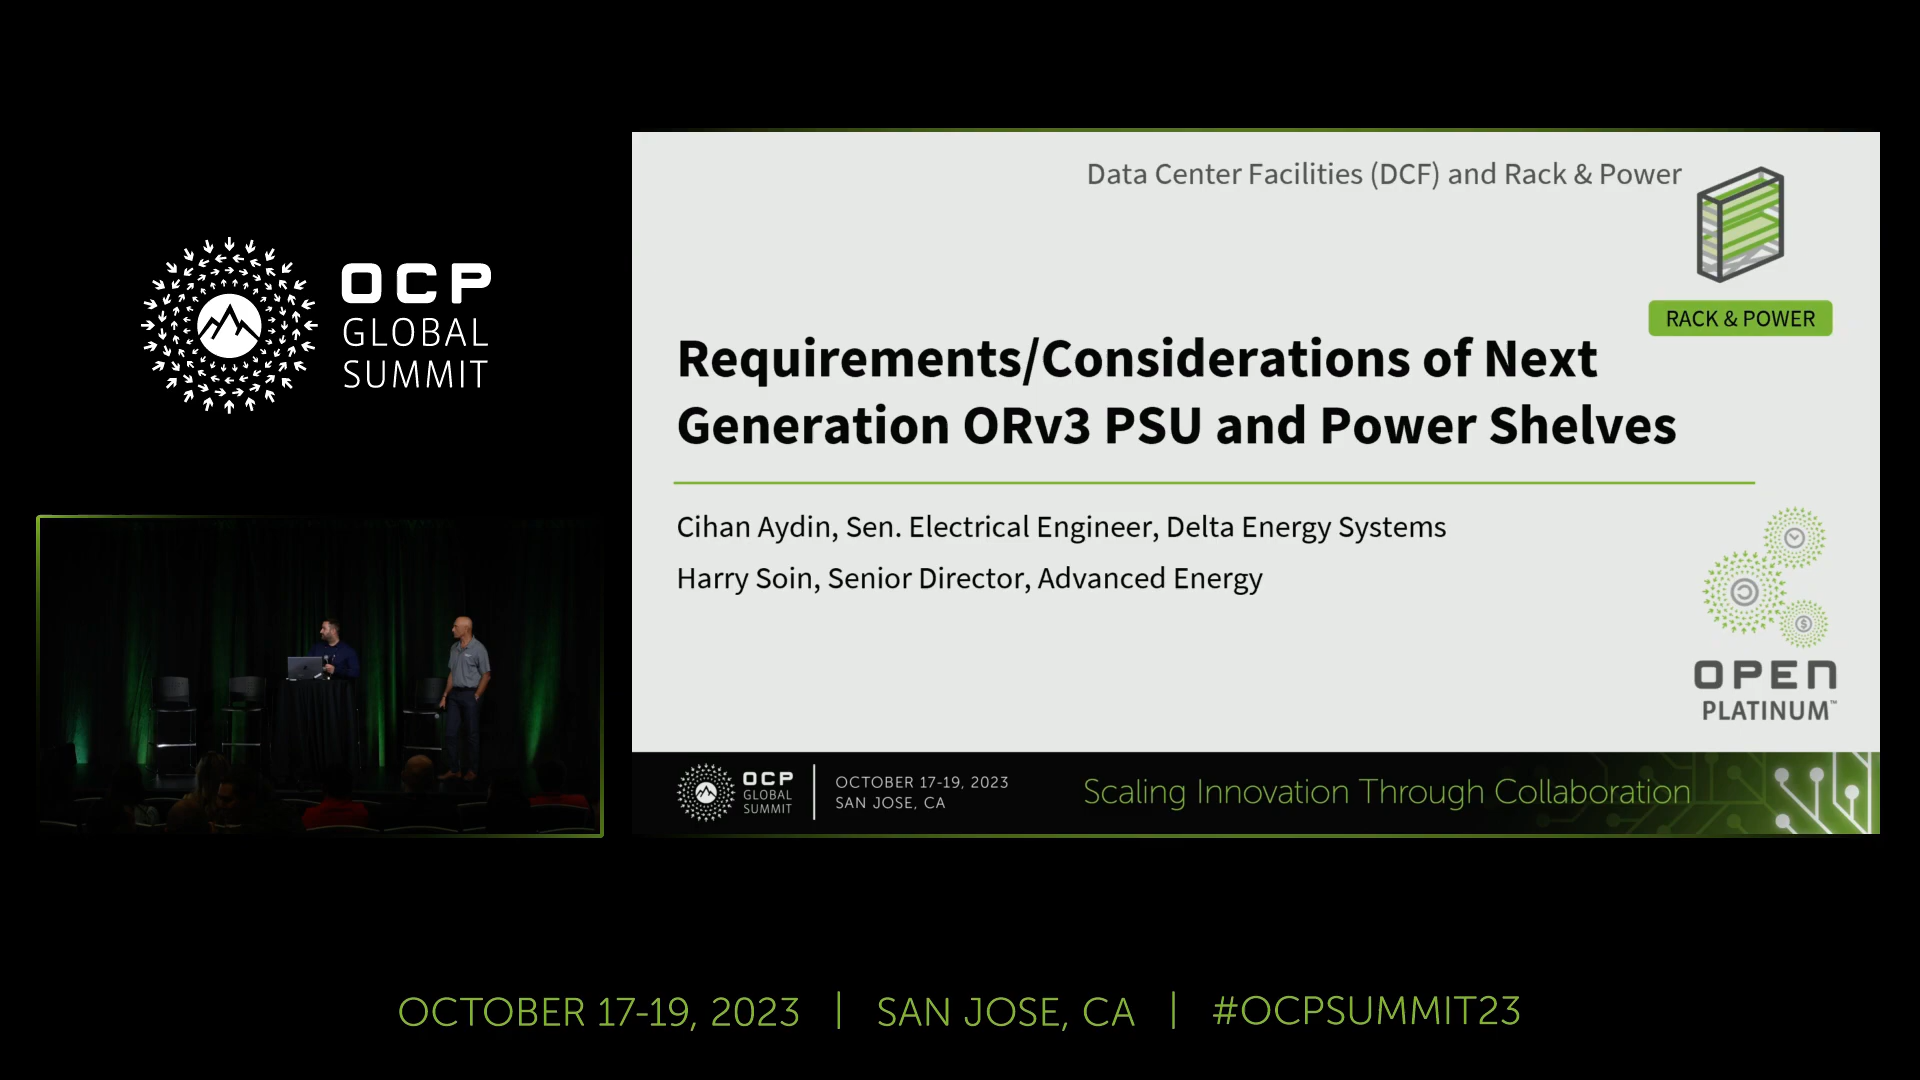 OCP
GLOBAL
SUMMIT
Data Center Facilities (DCF) and Rack & Power
RACK & POWER
Requirements/Considerations of Next
Generation ORv3 PSU and Power Shelves
Cihan Aydin, Sen. Electrical Engineer, Delta Energy Systems
Harry Soin, Senior Director, Advanced Energy
$
OPEN
PLATINUM™
OCP
GLOBAL
SUMMIT
OCTOBER 17-19, 2023
SAN JOSE, CA
Scaling Innovation Through Collaboration
OCTOBER 17-19, 2023 | SAN JOSE, CA | #OCPSUMMIT23